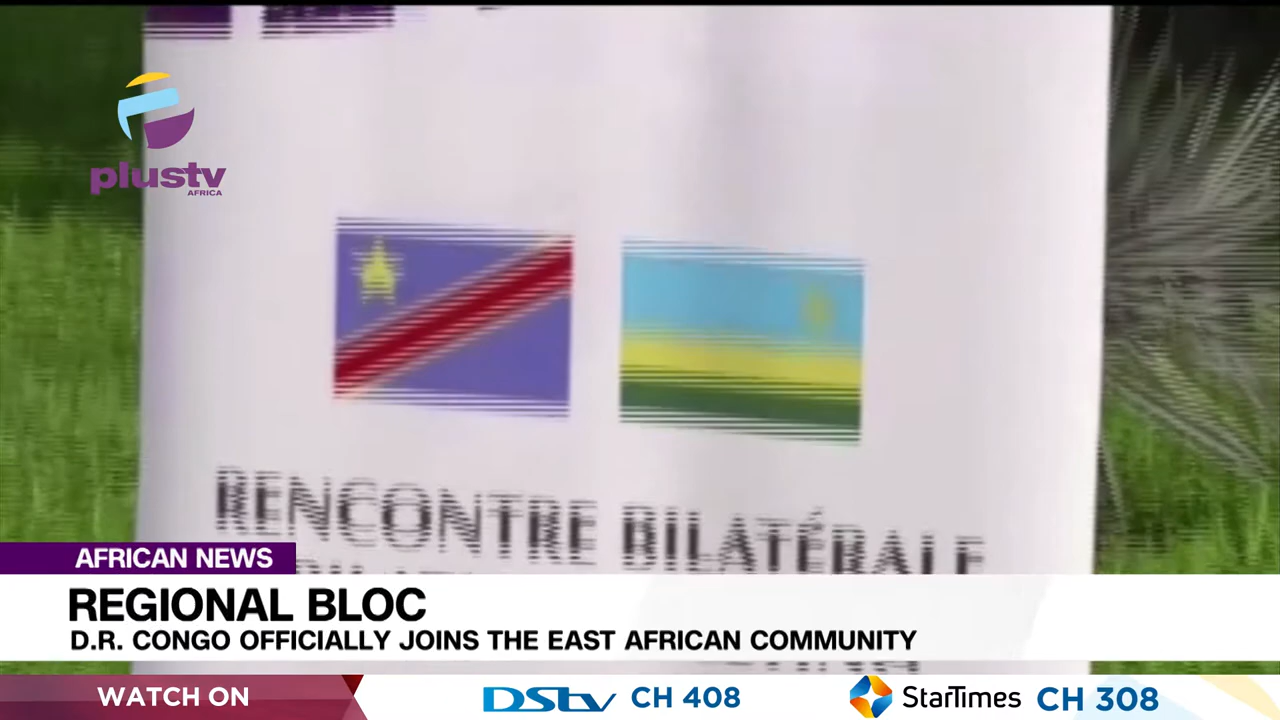 plustv
AFRICA
RENCONTRE BILATÉRALE
AFRICAN NEWS
REGIONAL BLOC
D.R. CONGO OFFICIALLY JOINS THE EAST AFRICAN COMMUNITY
WATCH ON
DStv CH 408
StarTimes CH 308